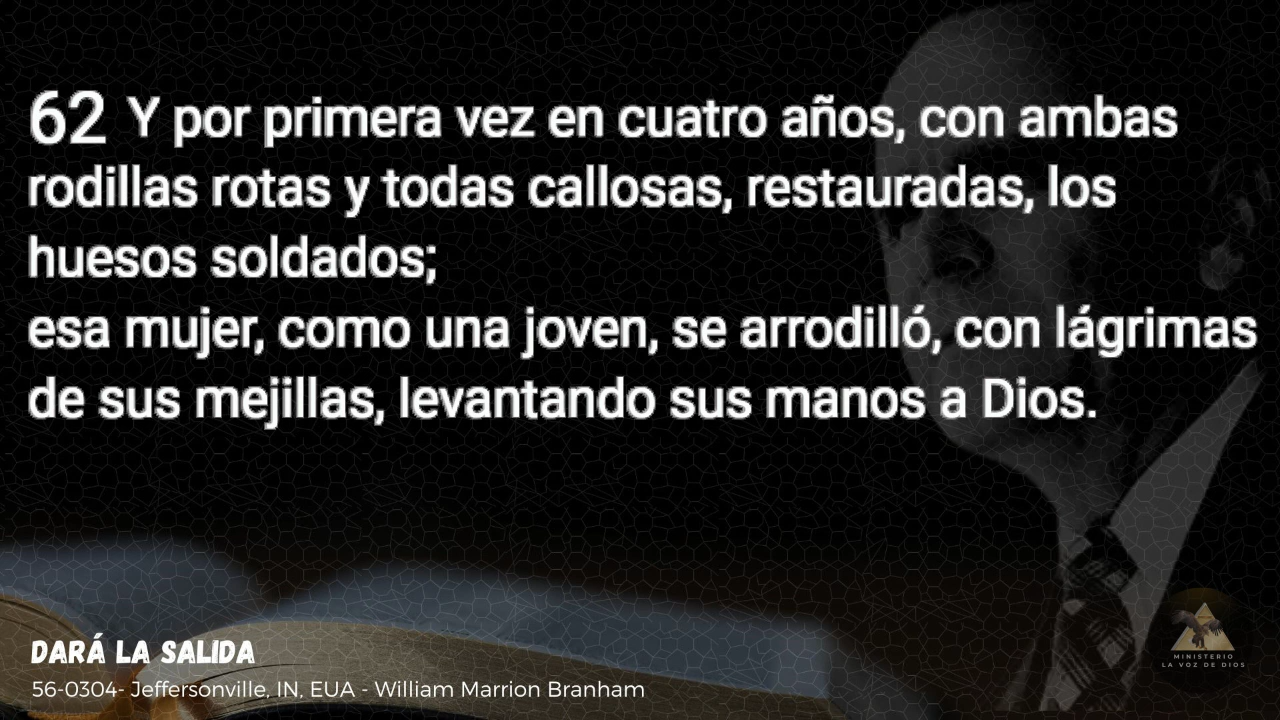 62 Y por primera vez en cuatro años, con ambas
rodillas rotas y todas callosas, restauradas, los
huesos soldados;
esa mujer, como una joven, se arrodilló, con lágrimas
de sus mejillas, levantando sus manos a Dios.
DARÁ LA SALIDA
56-0304- Jeffersonville, IN, EUA - William Marrion Branham
MINISTERIO
LA VOZ DE DIOS